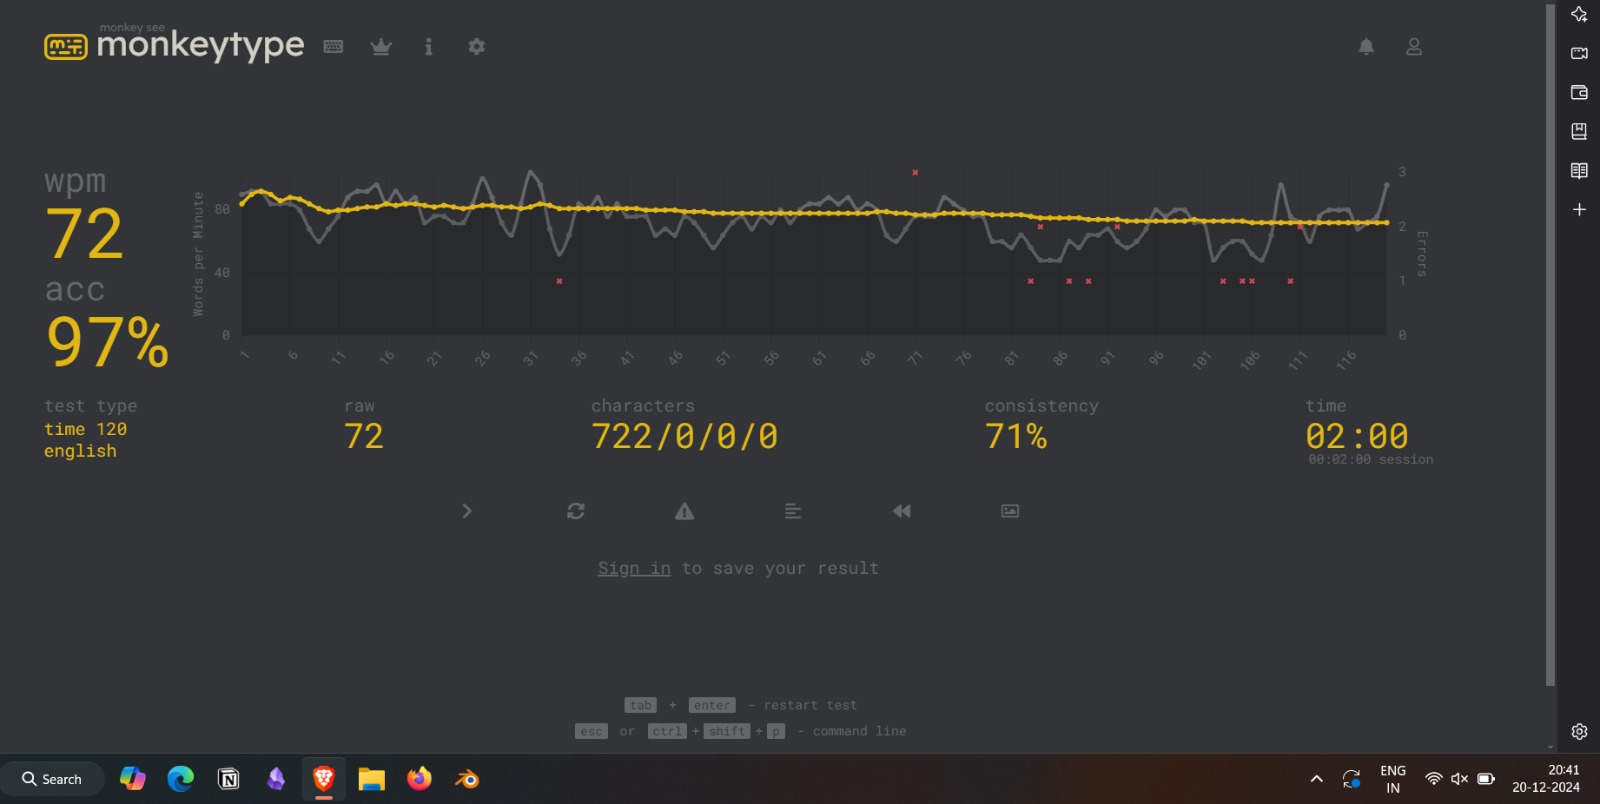 monkey see
monkeytype
wpm
72
acc
97%
Words per Minute
80
40
0
3
2
1
0
Errors
1 6 11 16 21 26 31 36 41 46 51 56 61 66 71 76 81 86 91 96 101 106 111 116
test type
time 120
english
raw
72
characters
722/0/0/0
consistency
71%
time
02:00
00:02:00 session
Sign in to save your result
tab + enter - restart test
esc or ctrl + shift + p - command line
Search
ENG
IN
20:41
20-12-2024